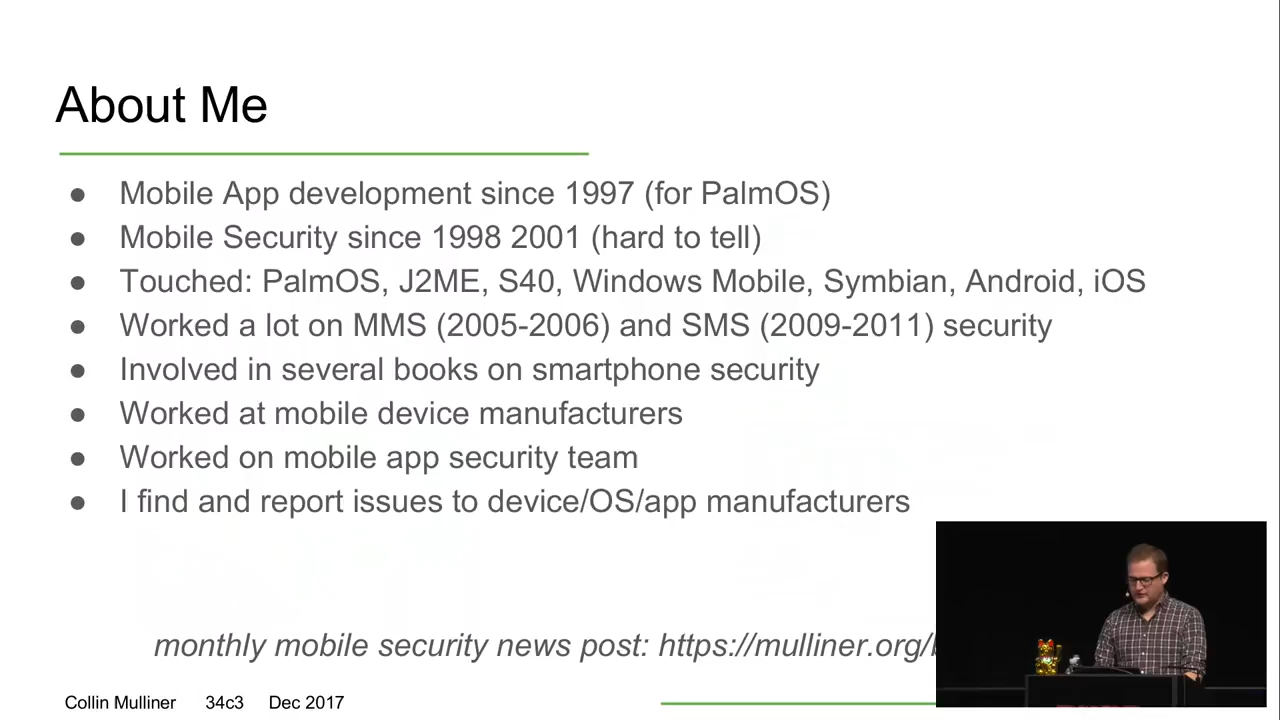 About Me
● Mobile App development since 1997 (for PalmOS)
● Mobile Security since 1998 2001 (hard to tell)
● Touched: PalmOS, J2ME, S40, Windows Mobile, Symbian, Android, iOS
● Worked a lot on MMS (2005-2006) and SMS (2009-2011) security
● Involved in several books on smartphone security
● Worked at mobile device manufacturers
● Worked on mobile app security team
● I find and report issues to device/OS/app manufacturers
monthly mobile security news post: https://mulliner.org/
Collin Mulliner 34c3 Dec 2017